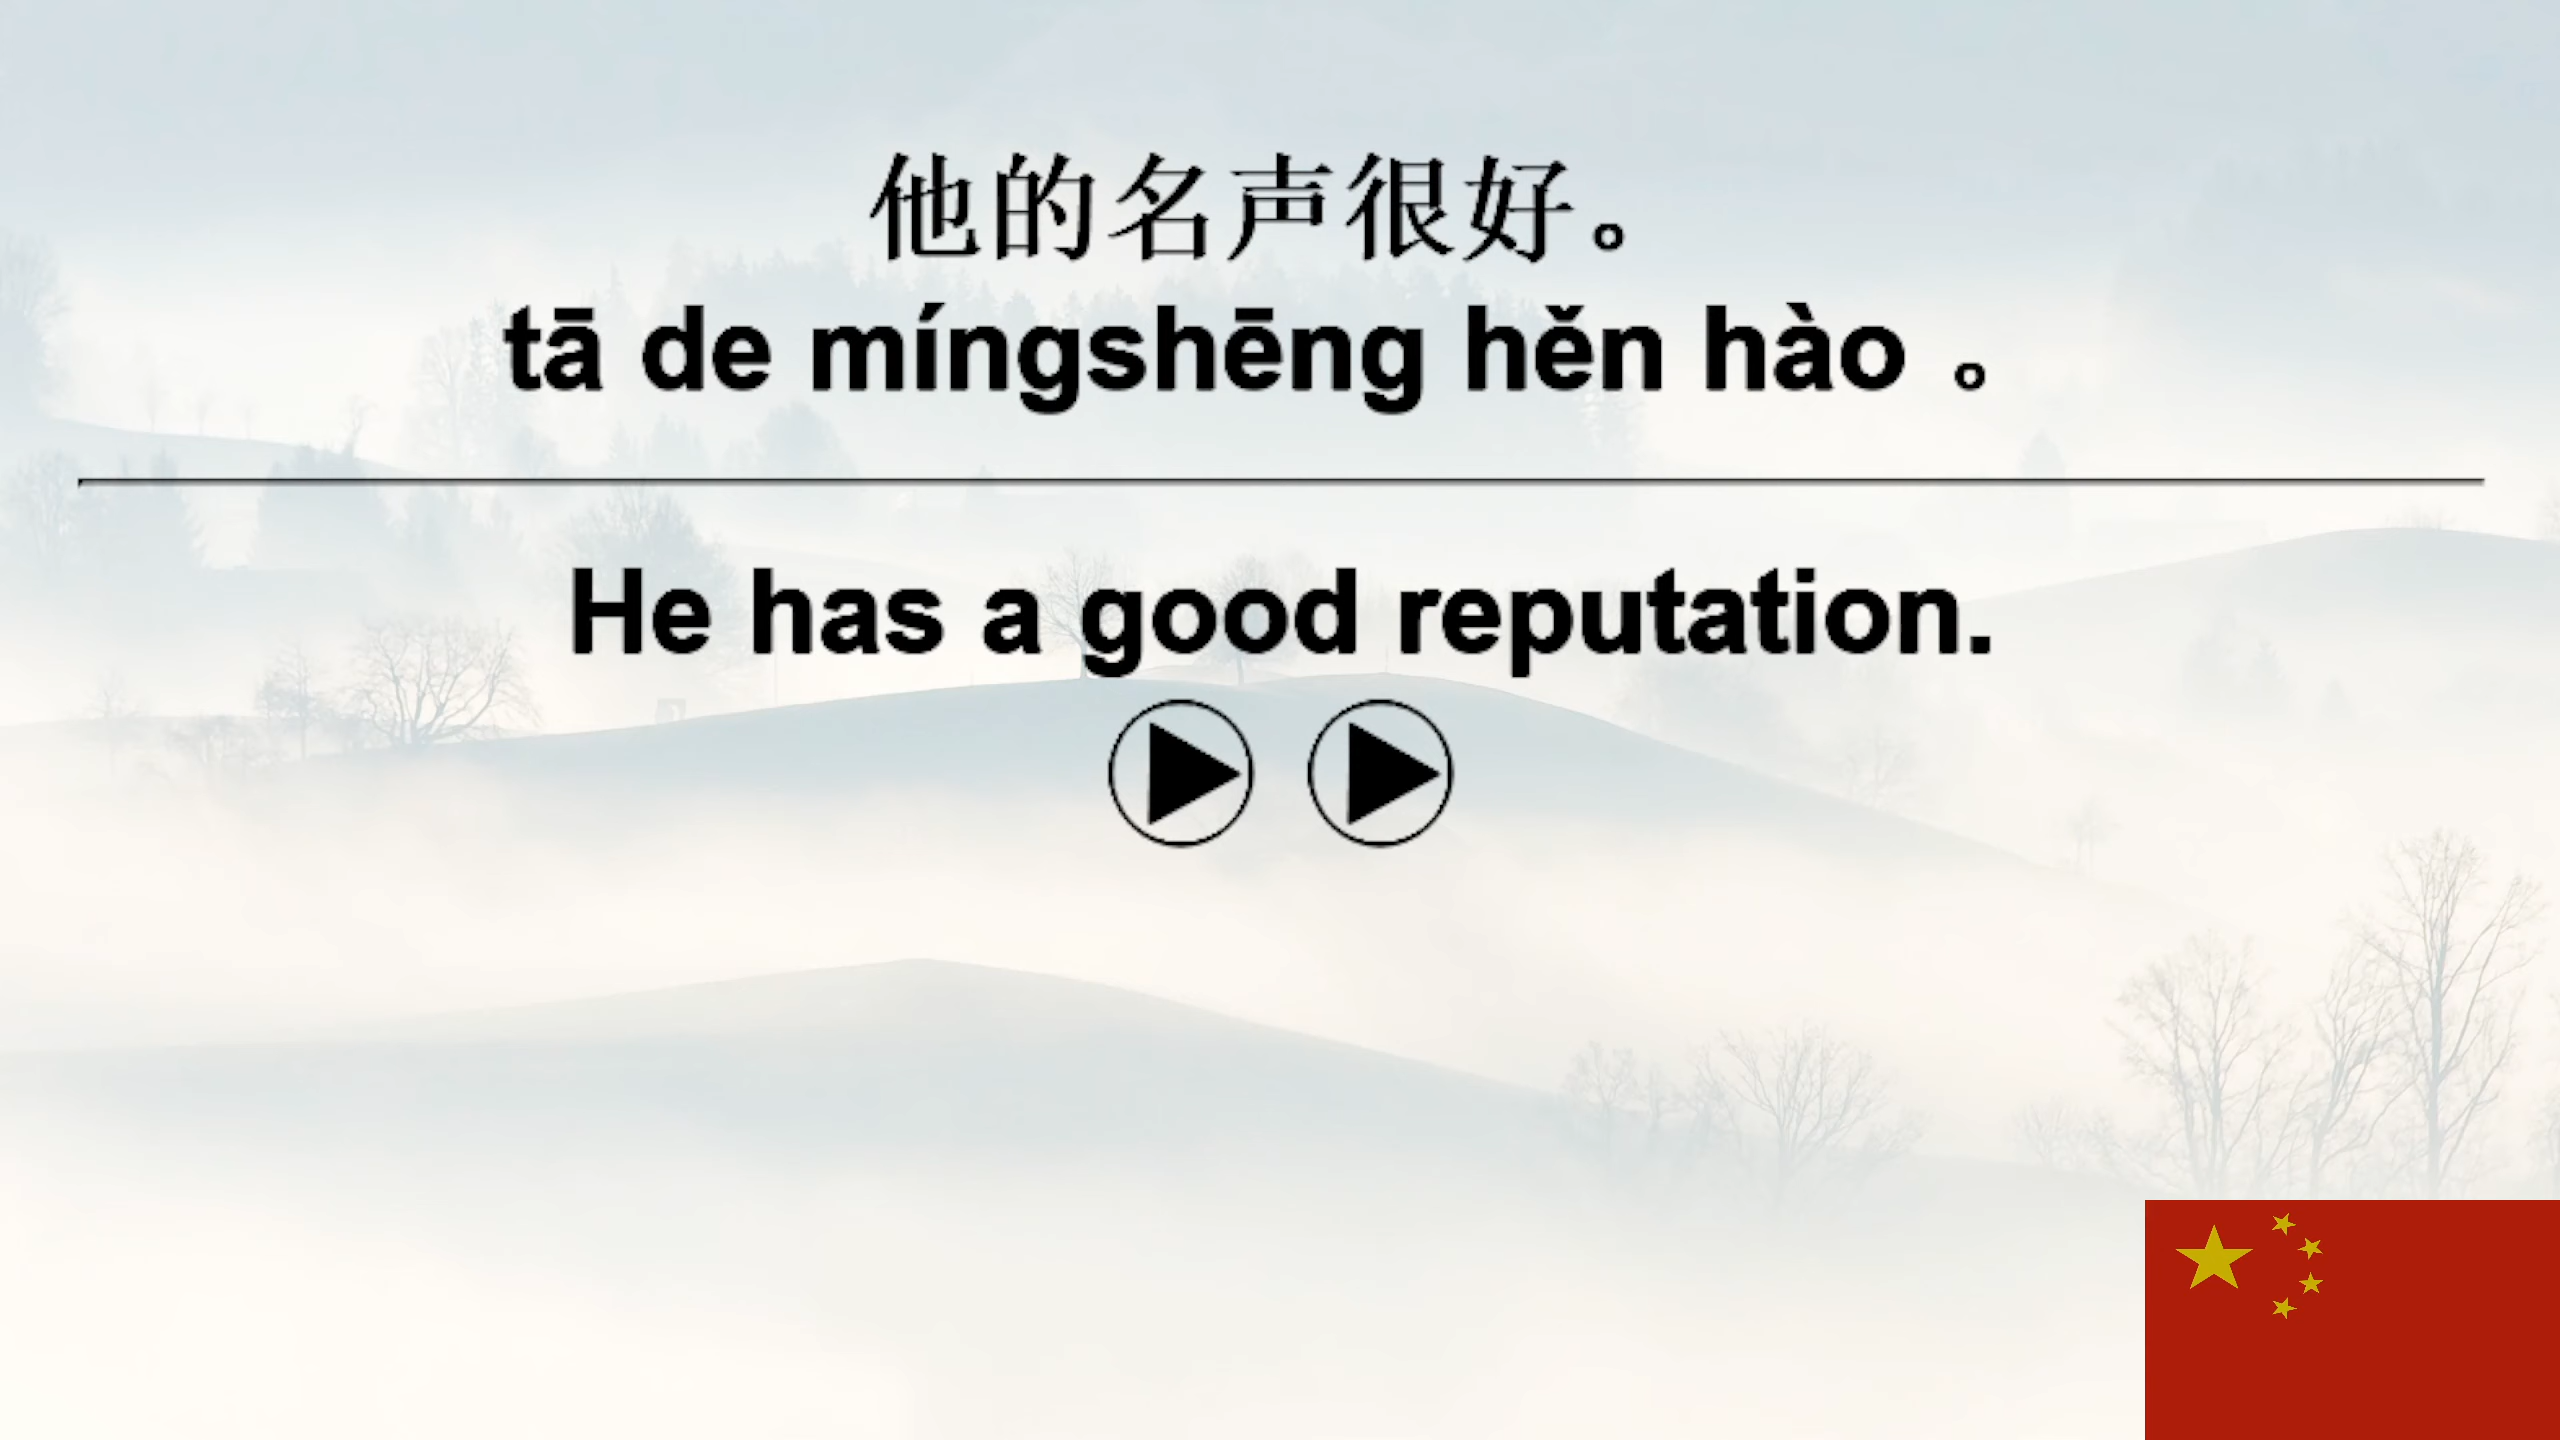 他的名声很好。
tā de míngshēng hěn hào 。
He has a good reputation.